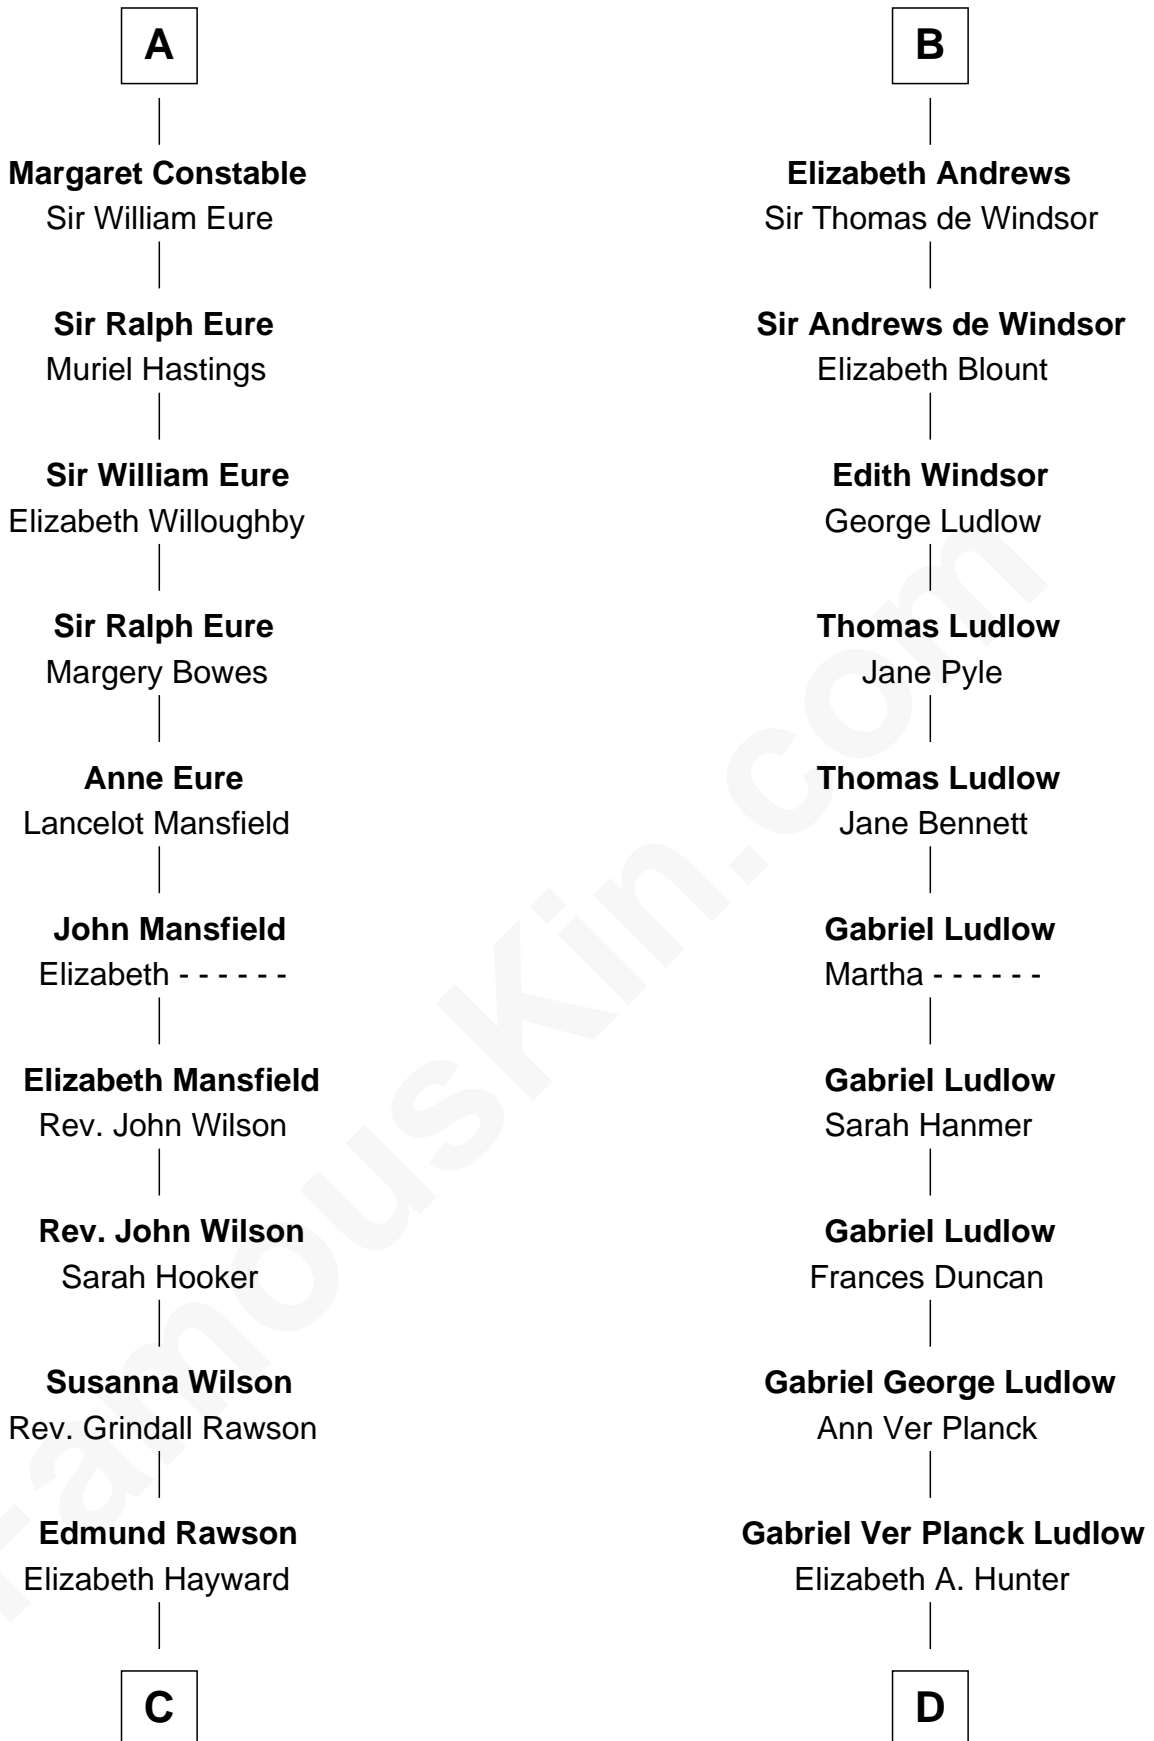 A
Margaret Constable
Sir William Eure
Sir Ralph Eure
Muriel Hastings
Sir William Eure
Elizabeth Willoughby
Sir Ralph Eure
Margery Bowes
Anne Eure
Lancelot Mansfield
John Mansfield
Elizabeth - - - - - -
Elizabeth Mansfield
Rev. John Wilson
Rev. John Wilson
Sarah Hooker
Susanna Wilson
Rev. Grindall Rawson
Edmund Rawson
Elizabeth Hayward
C
B
Elizabeth Andrews
Sir Thomas de Windsor
Sir Andrews de Windsor
Elizabeth Blount
Edith Windsor
George Ludlow
Thomas Ludlow
Jane Pyle
Thomas Ludlow
Jane Bennett
Gabriel Ludlow
Martha - - - - - -
Gabriel Ludlow
Sarah Hanmer
Gabriel Ludlow
Frances Duncan
Gabriel George Ludlow
Ann Ver Planck
Gabriel Ver Planck Ludlow
Elizabeth A. Hunter
D
FamousKin.com